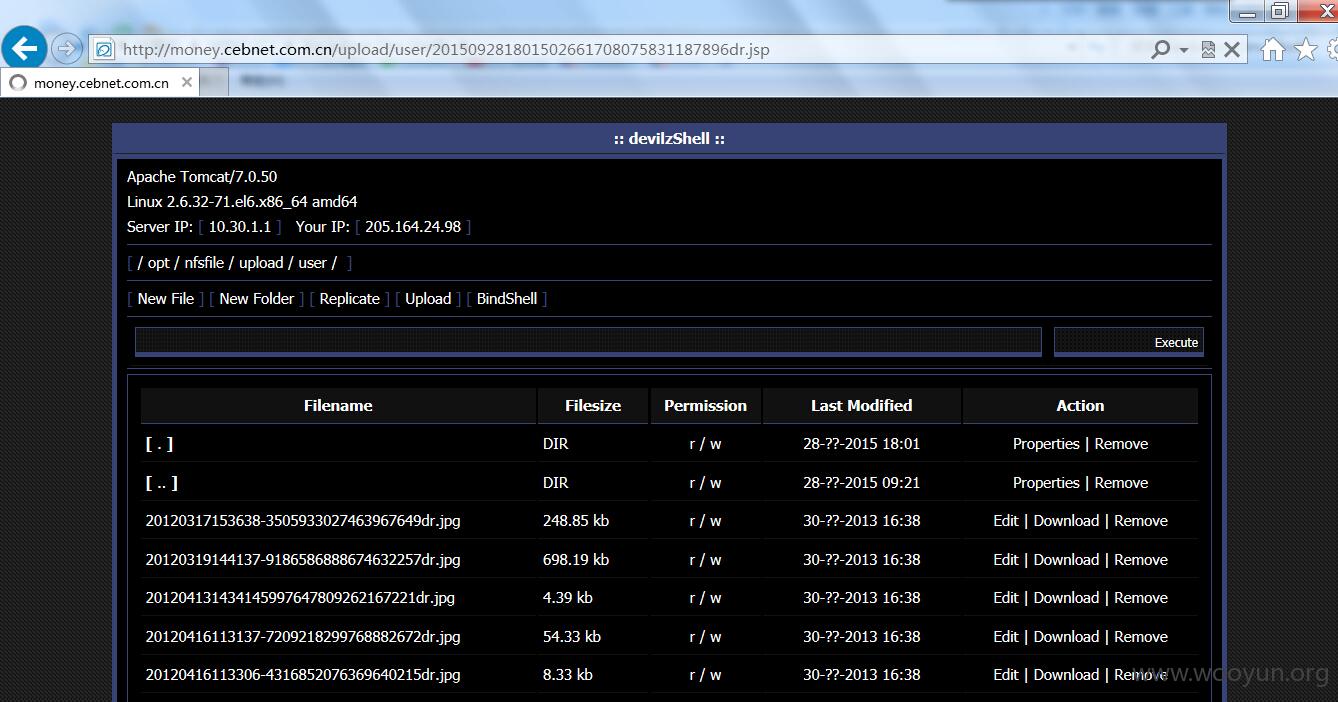 http://money.cebnet.com.cn/upload/user/2015092818015026617080758311​87896dr.jsp
money.cebnet.com.cn
:: devilzShell ::
Apache Tomcat/7.0.50
Linux 2.6.32-71.el6.x86_64 amd64
Server IP: [ 10.30.1.1 ] Your IP: [ 205.164.24.98 ]
[ / opt / nfsfile / upload / user / ]
[ New File ] [ New Folder ] [ Replicate ] [ Upload ] [ BindShell ]
Execute
Filename Filesize Permission Last Modified Action
[ . ] DIR r / w 28-??-2015 18:01 Properties | Remove
[ .. ] DIR r / w 28-??-2015 09:21 Properties | Remove
20120317153638-3505933027463967649dr.jpg 248.85 kb r / w 30-??-2013 16:38 Edit | Download | Remove
20120319144137-9186586888674632257dr.jpg 698.19 kb r / w 30-??-2013 16:38 Edit | Download | Remove
2012041314341459976478092621672​21dr.jpg 4.39 kb r / w 30-??-2013 16:38 Edit | Download | Remove
20120416113137-7209218299768882672dr.jpg 54.33 kb r / w 30-??-2013 16:38 Edit | Download | Remove
20120416113306-4316852076369640215dr.jpg 8.33 kb r / w 30-??-2013 16:38 Edit | Download | Remove
www.wooyun.org